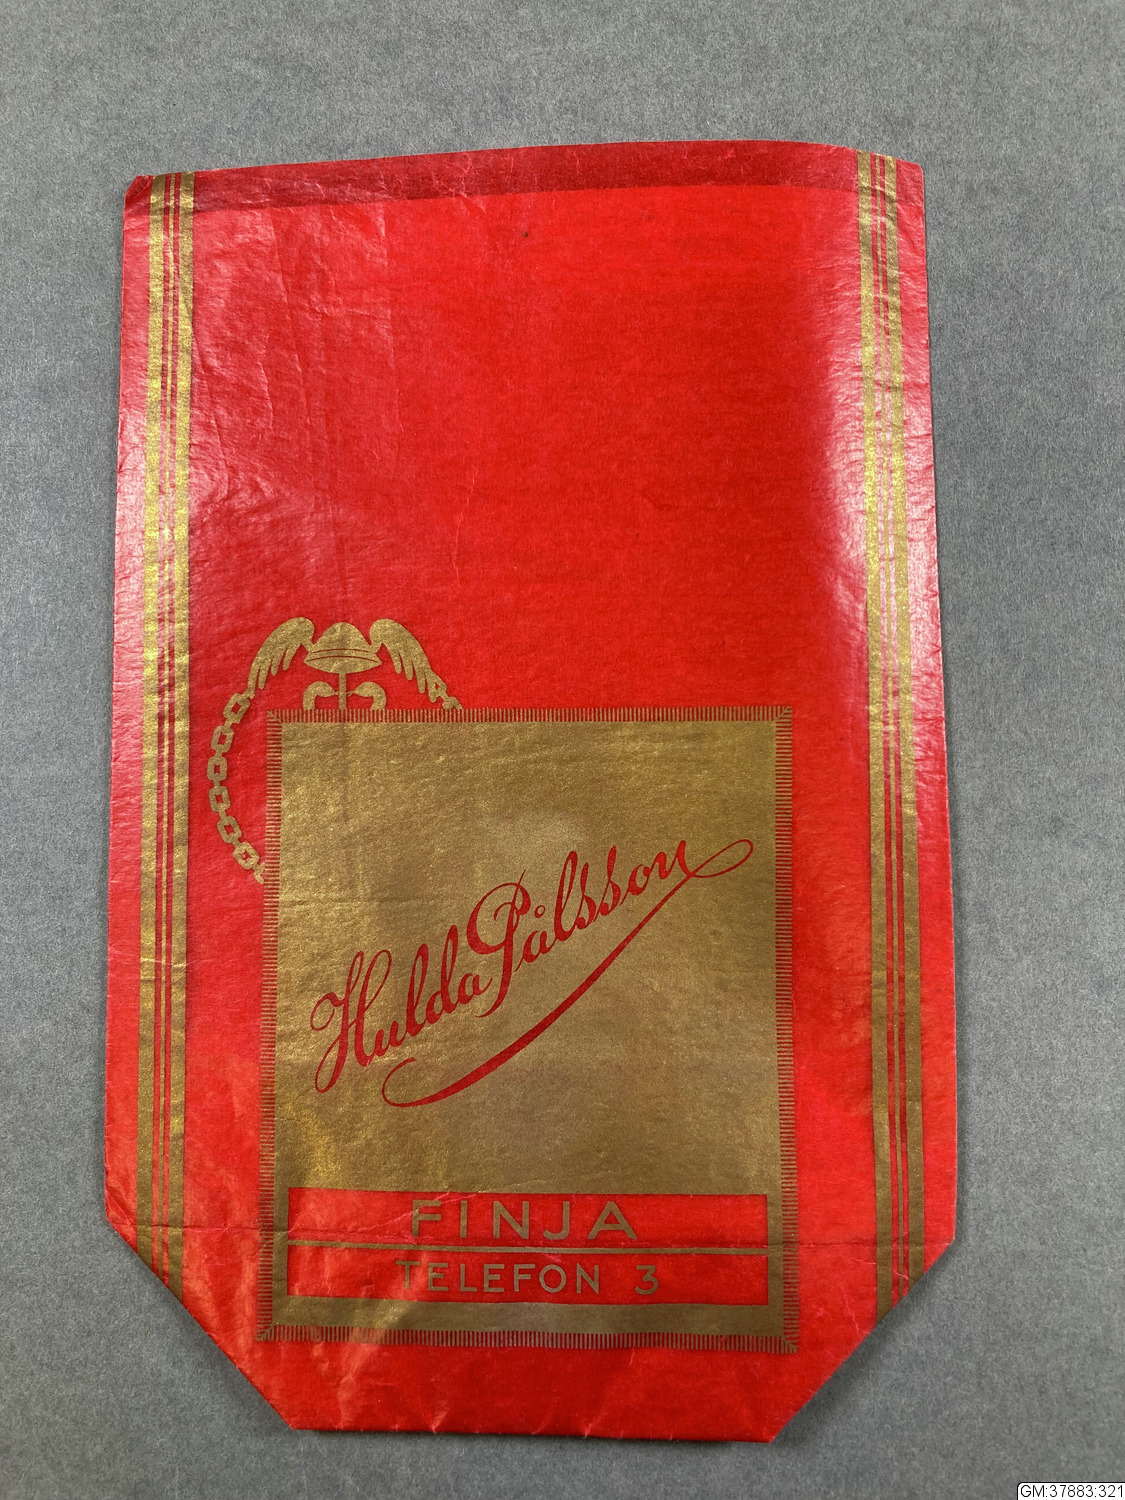 Hulda Pålsson
FINJA
TELEFON 3
GM:37883:321